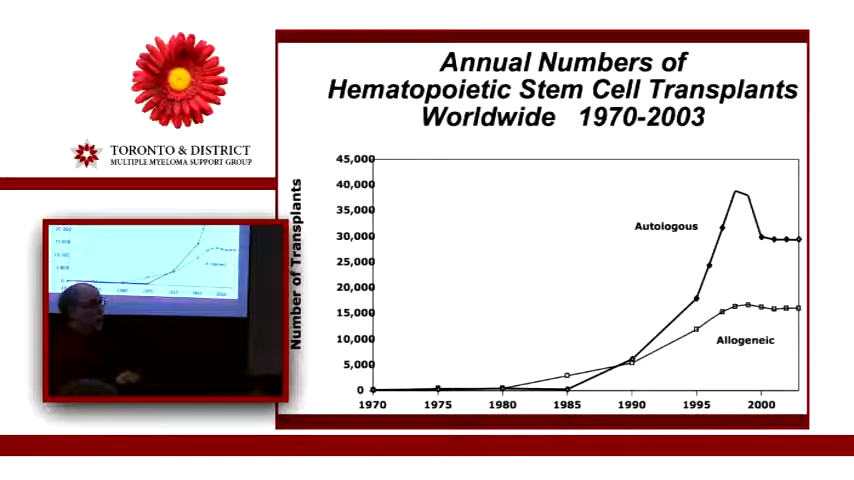 TORONTO & DISTRICT
MULTIPLE MYELOMA SUPPORT GROUP
Annual Numbers of
Hematopoietic Stem Cell Transplants
Worldwide 1970-2003
Number of Transplants
45,000
40,000
35,000
30,000
25,000
20,000
15,000
10,000
5,000
0
Autologous
Allogeneic
1970 1975 1980 1985 1990 1995 2000